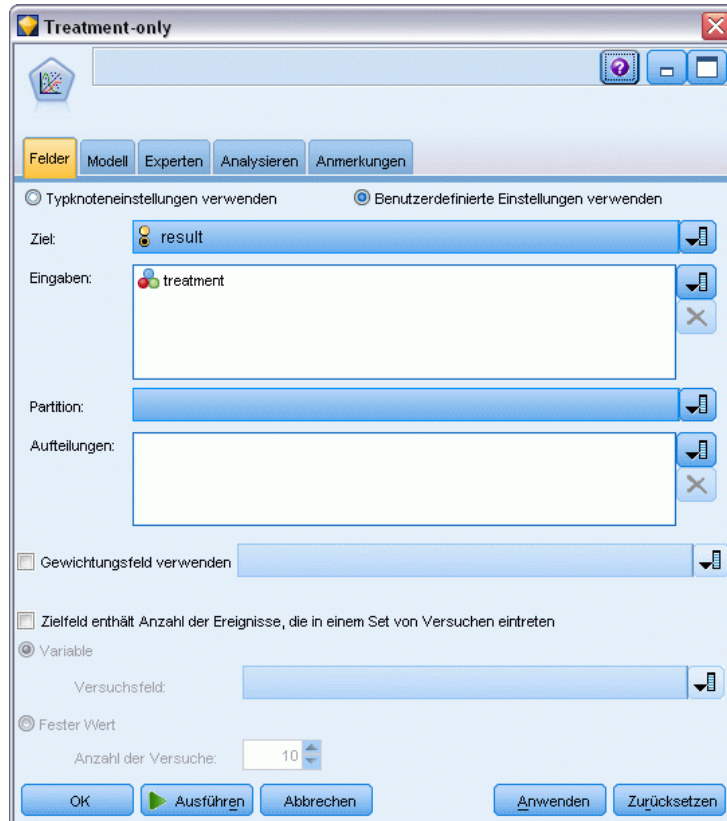 Treatment-only
Felder Modell Experten Analysieren Anmerkungen
Typknoteneinstellungen verwenden Benutzerdefinierte Einstellungen verwenden
Ziel: result
Eingaben: treatment
Partition:
Aufteilungen:
Gewichtungsfeld verwenden
Zielfeld enthält Anzahl der Ereignisse, die in einem Set von Versuchen eintreten
Variable
Versuchsfeld:
Fester Wert
Anzahl der Versuche: 10
OK Ausführen Abbrechen Anwenden Zurücksetzen